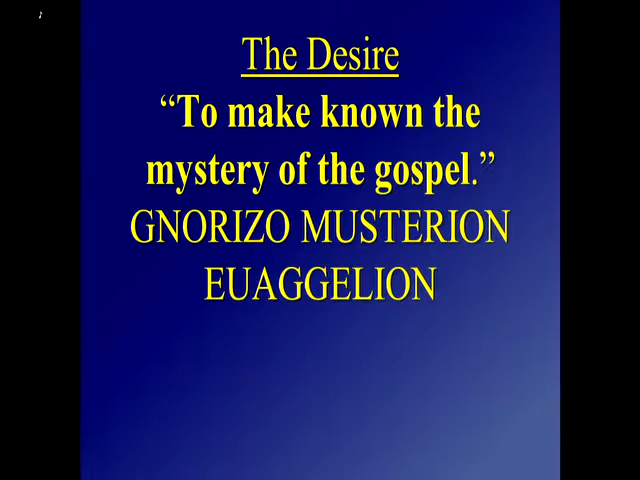 The Desire
“To make known the
mystery of the gospel.”
GNORIZO MUSTERION
EUAGGELION